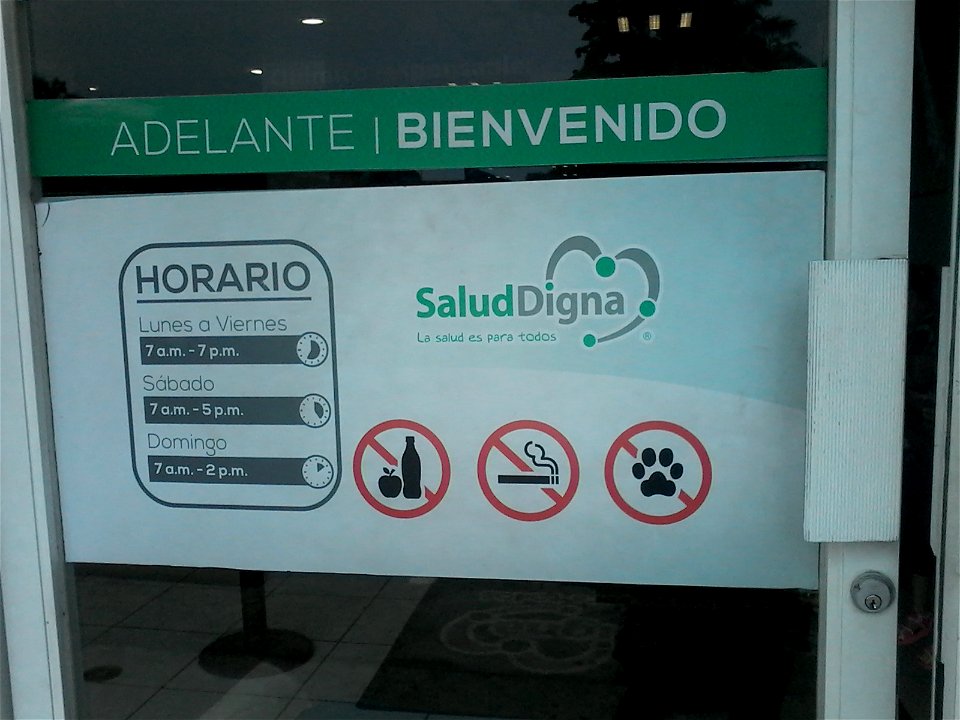 ADELANTE | BIENVENIDO
HORARIO
Lunes a Viernes
7 a.m. - 7 p.m.
Sábado
7 a.m. - 5 p.m.
Domingo
7 a.m. - 2 p.m.
SaludDigna
La salud es para todos ®